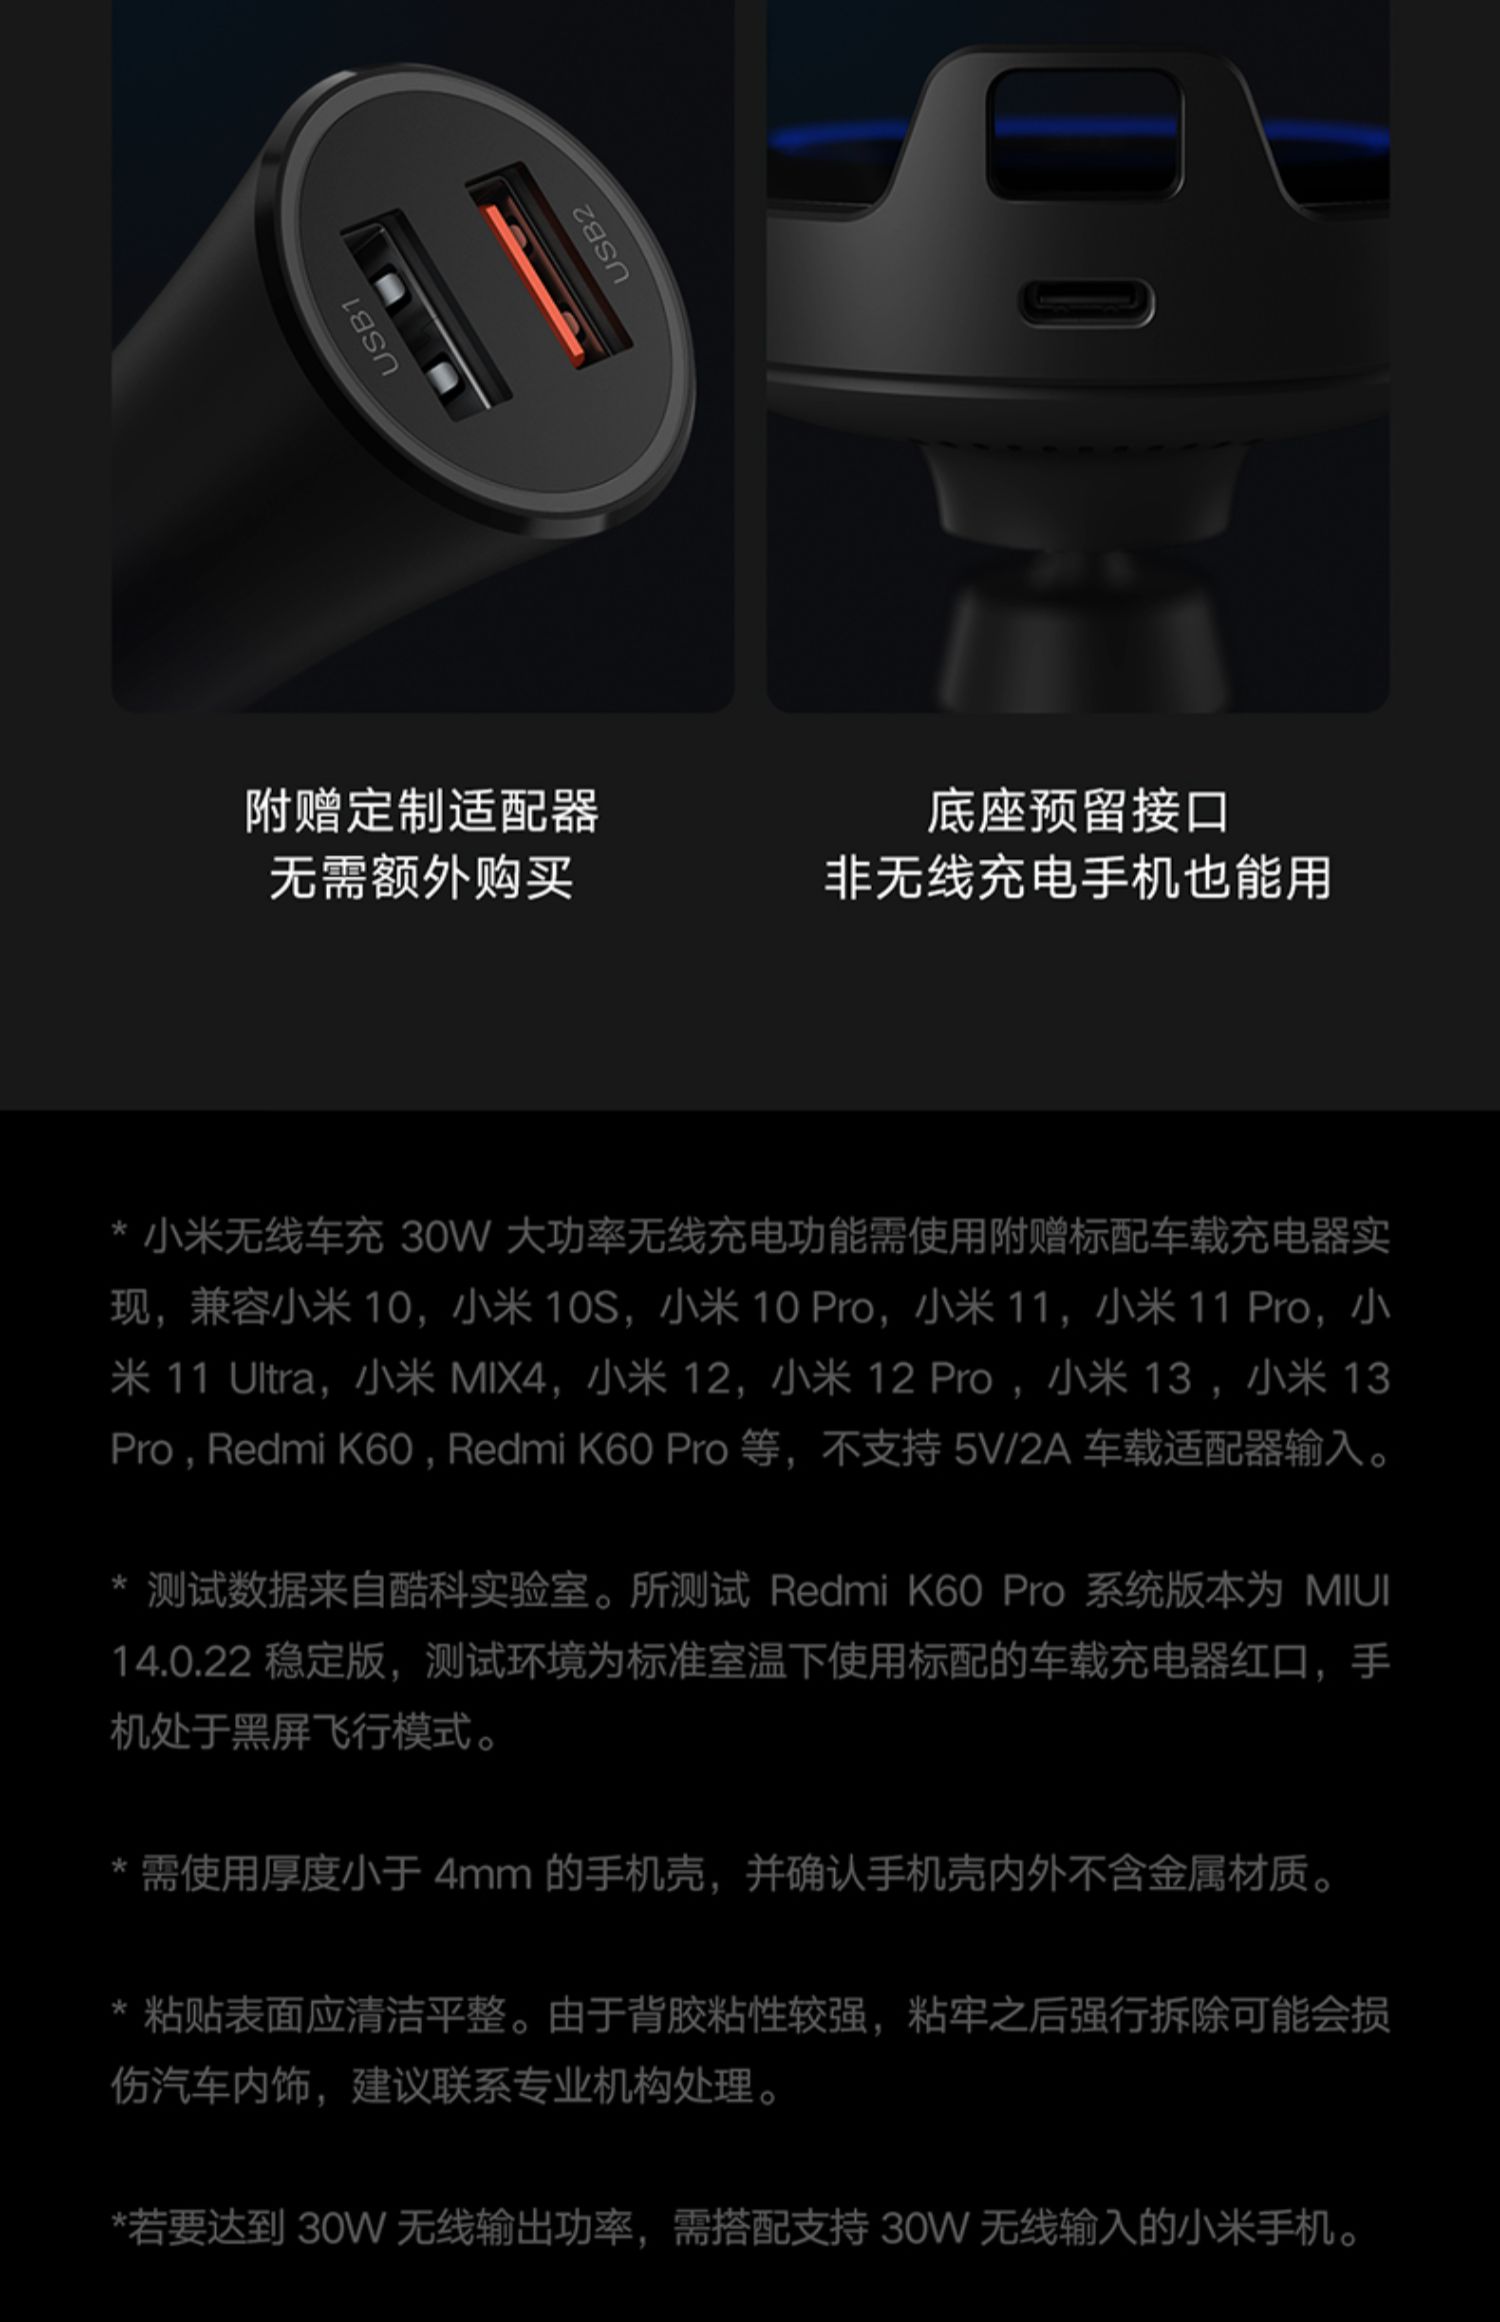 USB1
USB2
附赠定制适配器
无需额外购买
底座预留接口
非无线充电手机也能用
* 小米无线车充 30W 大功率无线充电功能需使用附赠标配车载充电器实
现，兼容小米 10，小米 10S，小米 10 Pro，小米 11，小米 11 Pro，小
米 11 Ultra，小米 MIX4，小米 12，小米 12 Pro ，小米 13 ，小米 13
Pro , Redmi K60 , Redmi K60 Pro 等，不支持 5V/2A 车载适配器输入。
* 测试数据来自酷科实验室。所测试 Redmi K60 Pro 系统版本为 MIUI
14.0.22 稳定版，测试环境为标准室温下使用标配的车载充电器红口，手
机处于黑屏飞行模式。
* 需使用厚度小于 4mm 的手机壳，并确认手机壳内外不含金属材质。
* 粘贴表面应清洁平整。由于背胶粘性较强，粘牢之后强行拆除可能会损
伤汽车内饰，建议联系专业机构处理。
*若要达到 30W 无线输出功率，需搭配支持 30W 无线输入的小米手机。